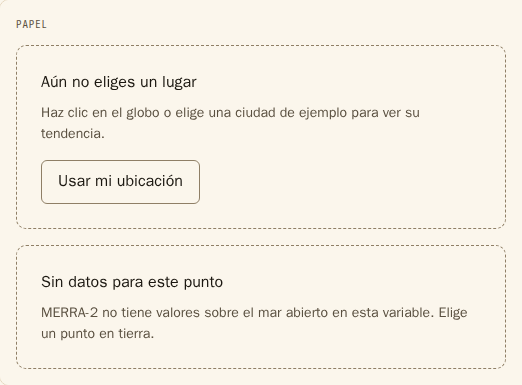 PAPEL
Aún no eliges un lugar
Haz clic en el globo o elige una ciudad de ejemplo para ver su
tendencia.
Usar mi ubicación
Sin datos para este punto
MERRA-2 no tiene valores sobre el mar abierto en esta variable. Elige
un punto en tierra.